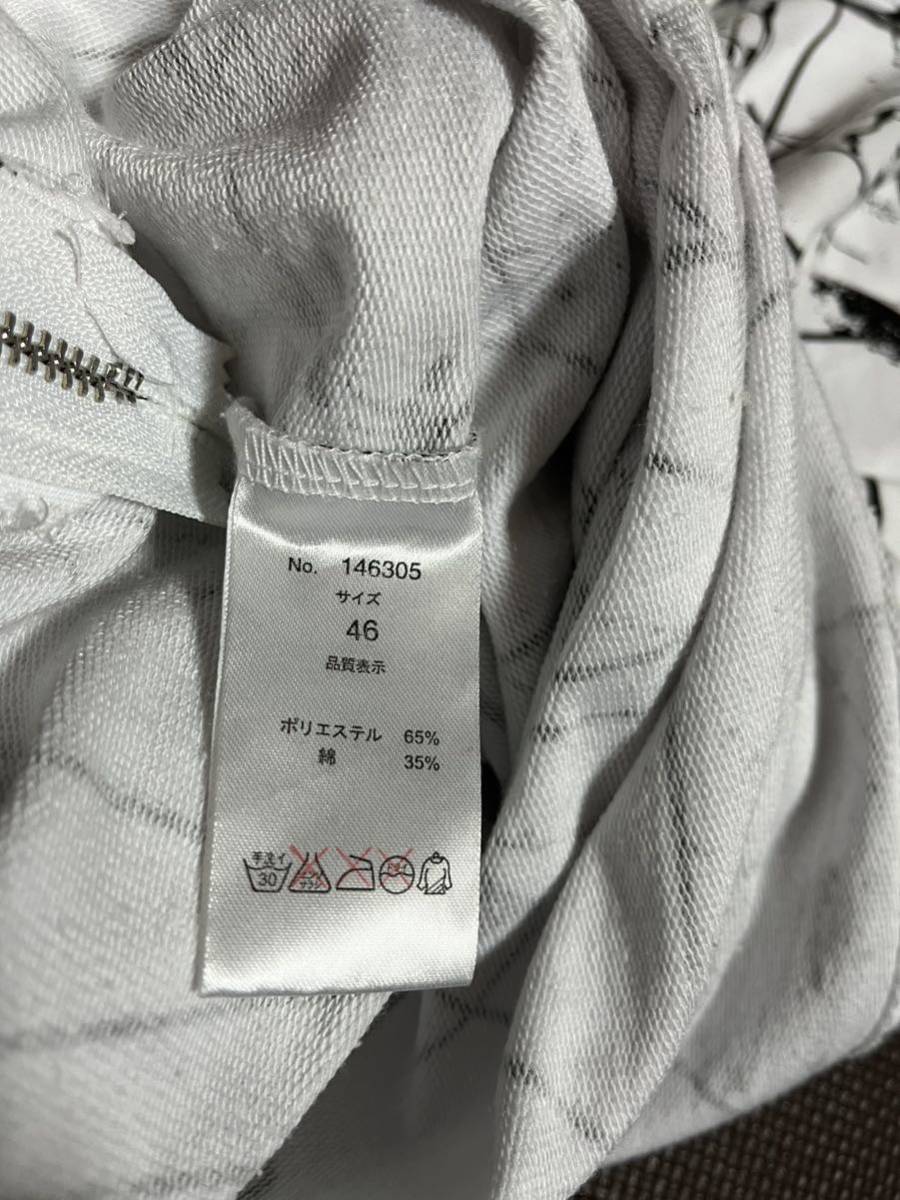 No. 146305
サイズ
46
品質表示
ポリエステル 65%
綿 35%
手洗イ
30